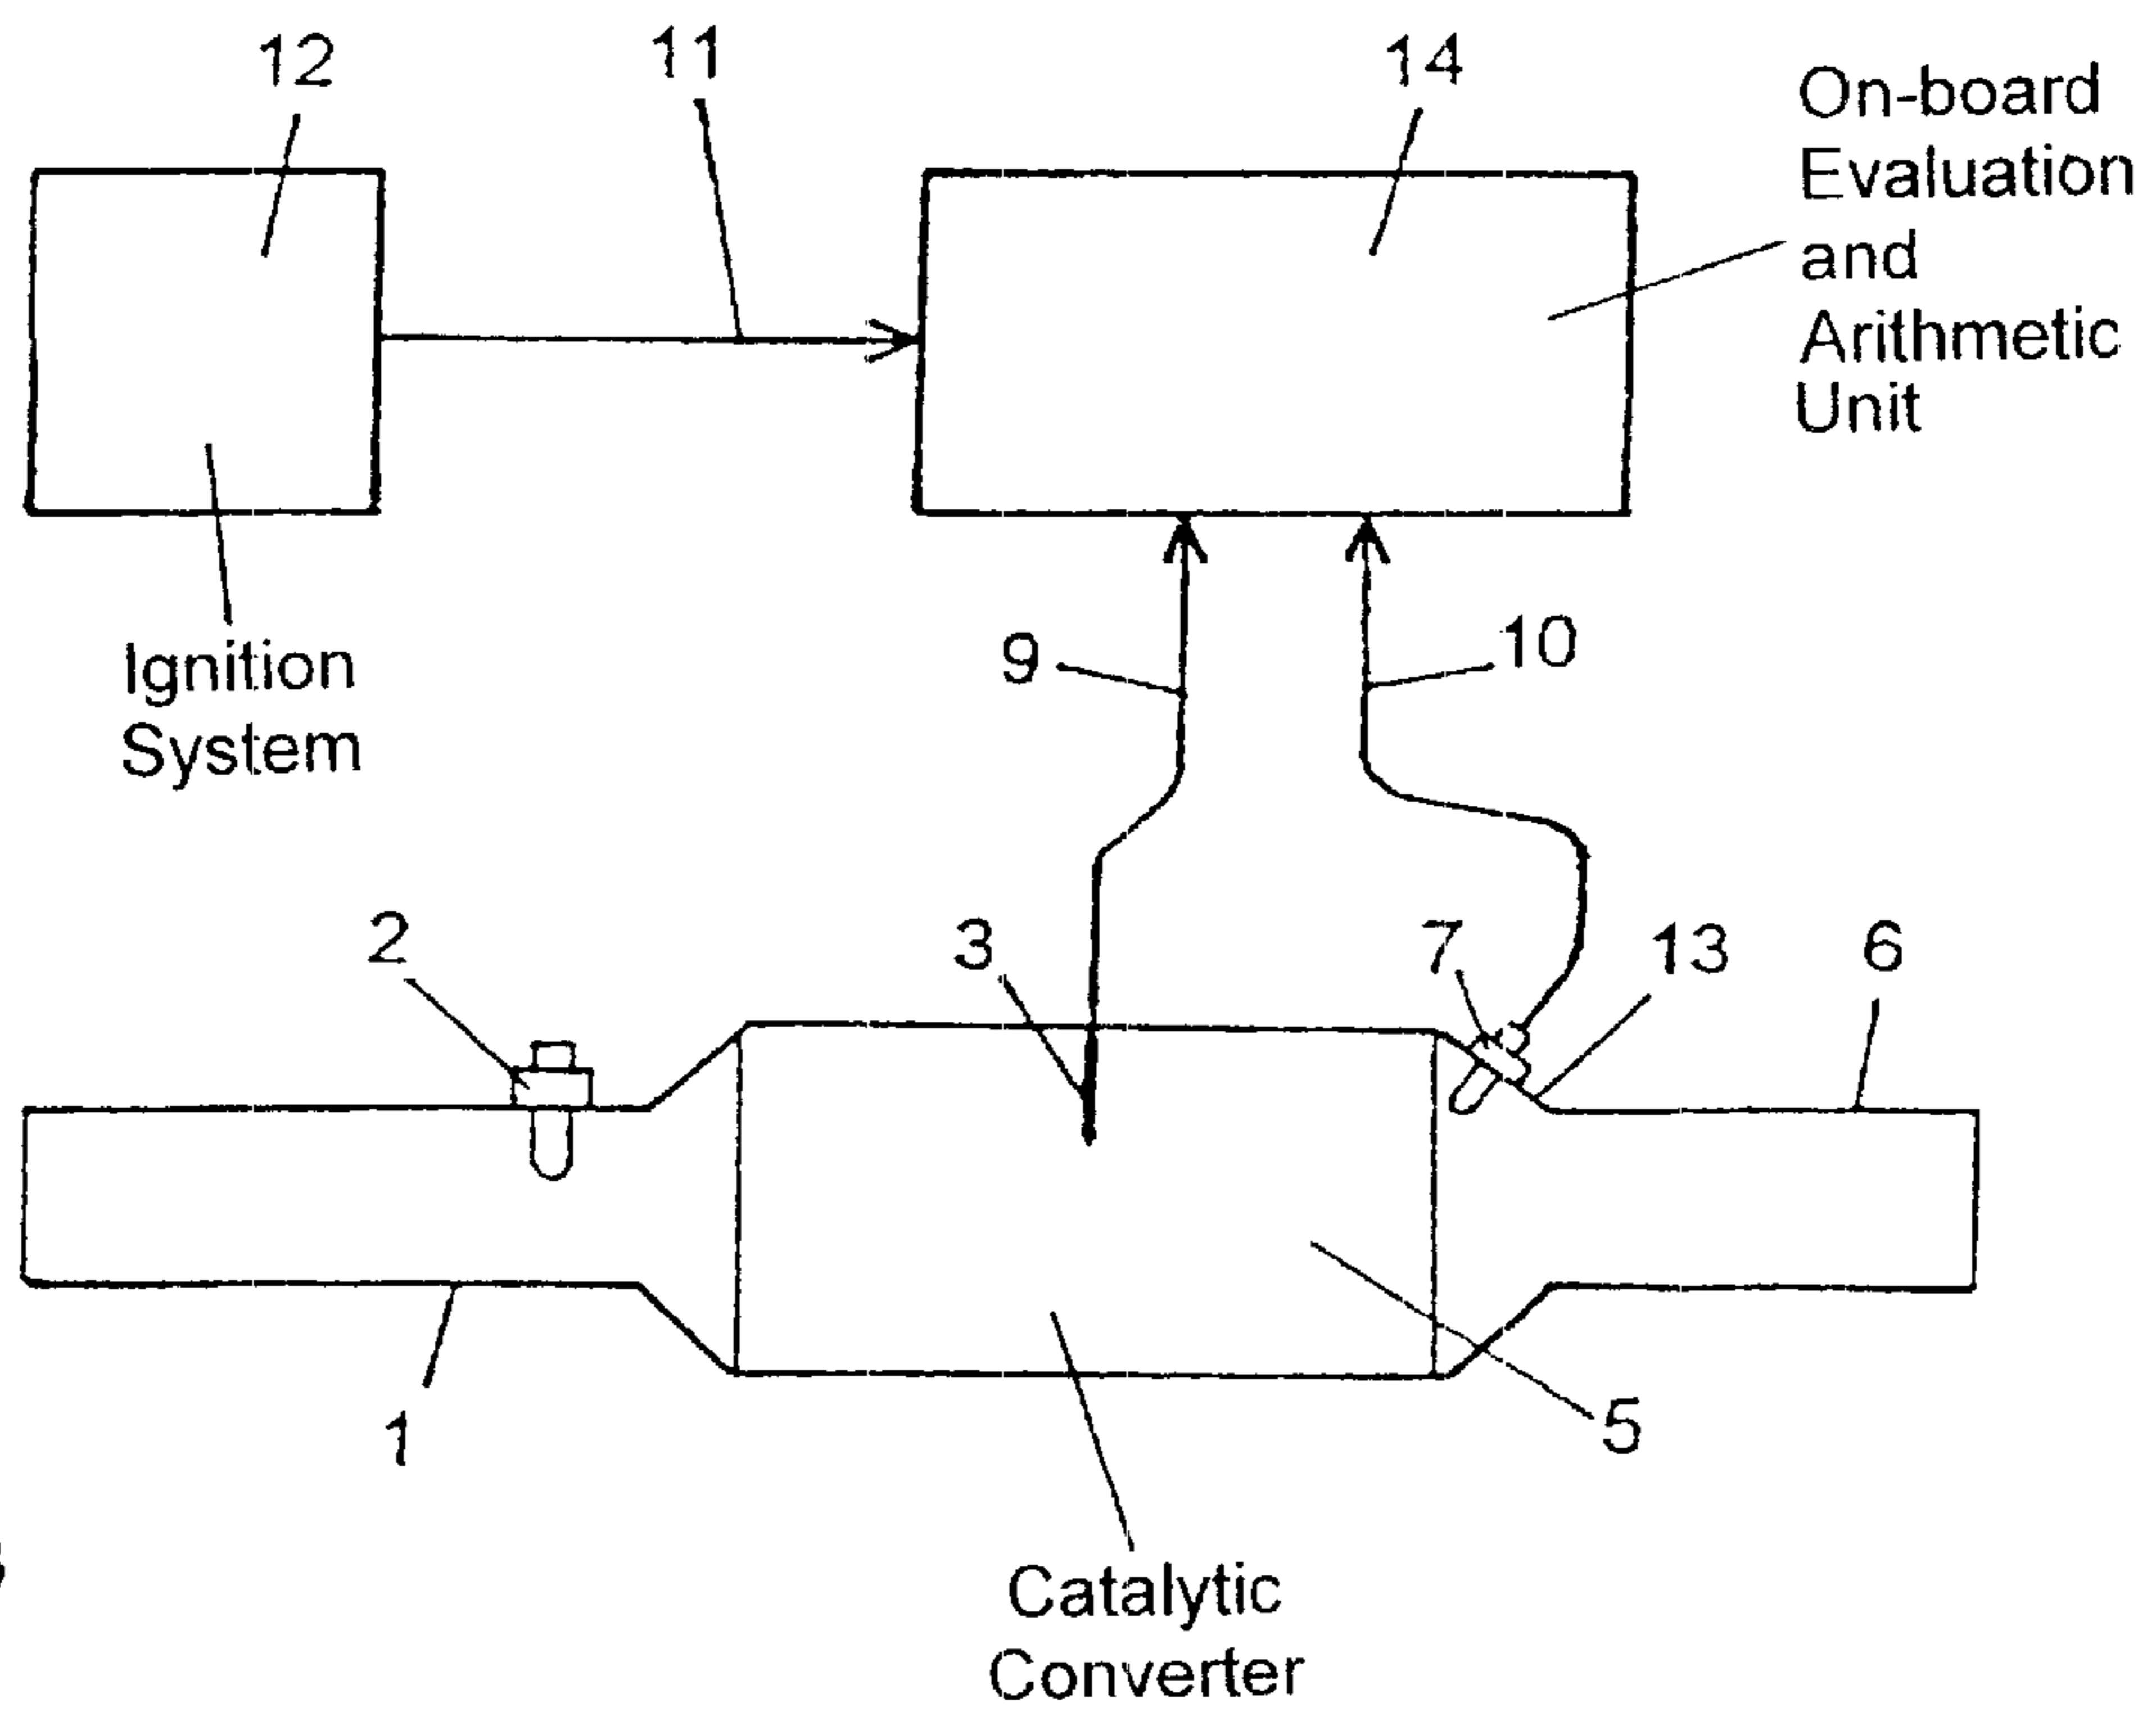 12
11
14
On-board
Evaluation
and
Arithmetic
Unit
Ignition
System
9
10
2
3
7
13
6
1
5
Catalytic
Converter